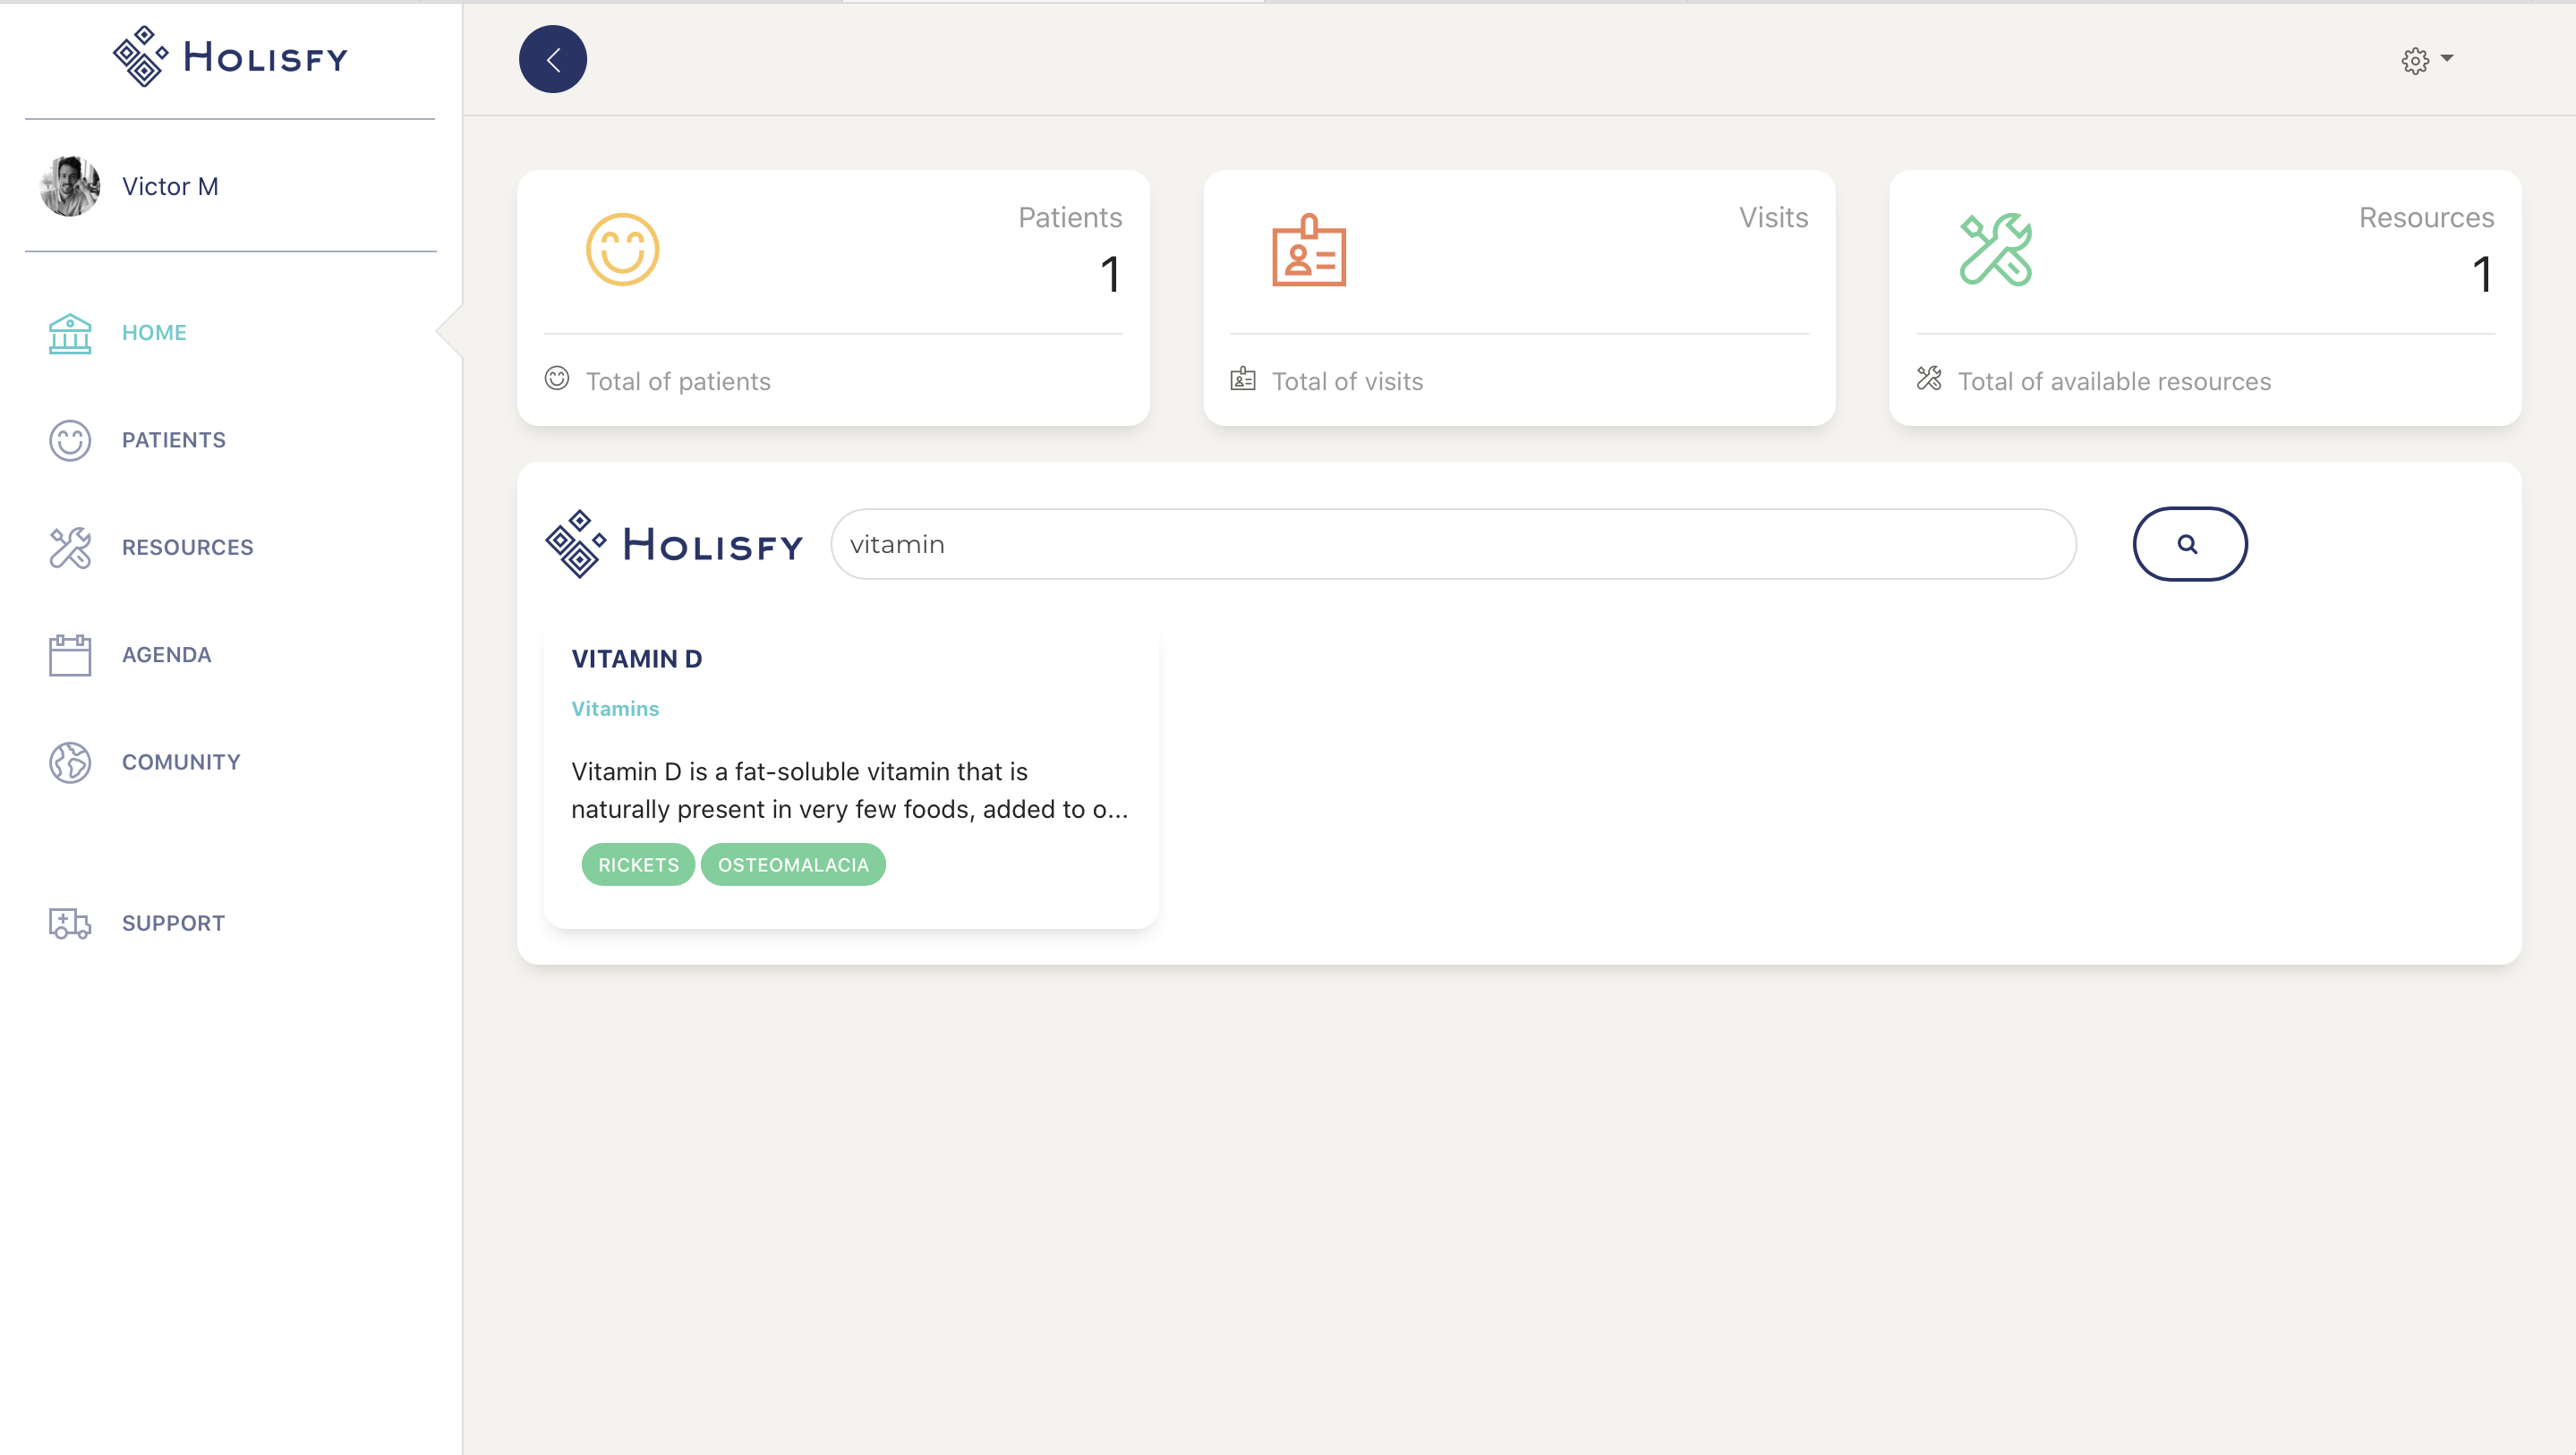 HOLISFY
Victor M
HOME
PATIENTS
RESOURCES
AGENDA
COMUNITY
SUPPORT
Patients
1
Total of patients
Visits
Total of visits
Resources
1
Total of available resources
HOLISFY
vitamin
VITAMIN D
Vitamins
Vitamin D is a fat-soluble vitamin that is
naturally present in very few foods, added to o...
RICKETS OSTEOMALACIA